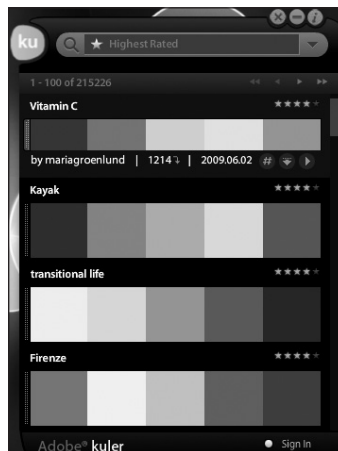 ku
★ Highest Rated
1 - 100 of 215226
Vitamin C
by mariagroenlund | 1214 | 2009.06.02 #
Kayak
transitional life
Firenze
Adobe® kuler
Sign In